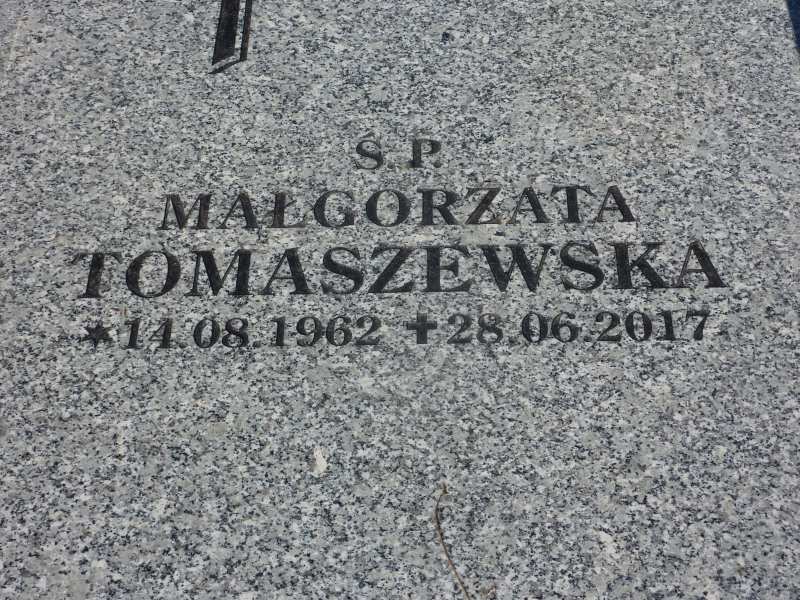 Ś. P.
MAŁGORZATA
TOMASZEWSKA
* 14.08.1962 ✝ 28.06.2017